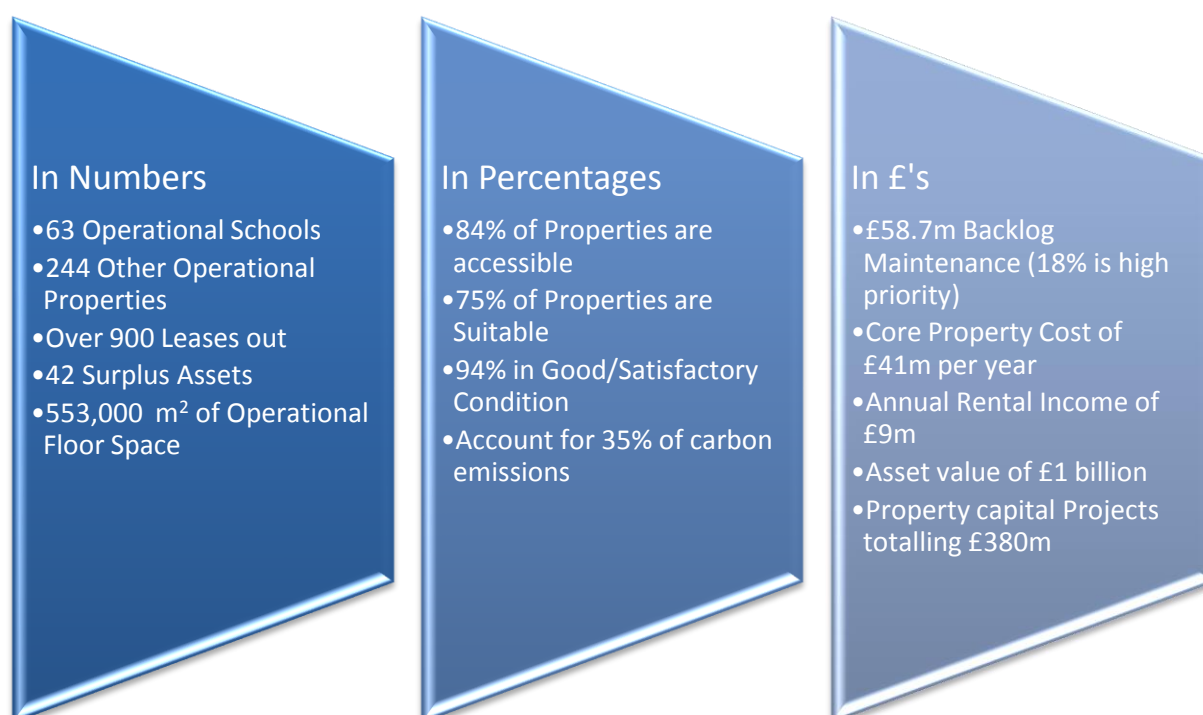 In Numbers
•63 Operational Schools
•244 Other Operational
Properties
•Over 900 Leases out
•42 Surplus Assets
•553,000 m² of Operational
Floor Space
In Percentages
•84% of Properties are
accessible
•75% of Properties are
Suitable
•94% in Good/Satisfactory
Condition
•Account for 35% of carbon
emissions
In £'s
•£58.7m Backlog
Maintenance (18% is high
priority)
•Core Property Cost of
£41m per year
•Annual Rental Income of
£9m
•Asset value of £1 billion
•Property capital Projects
totalling £380m